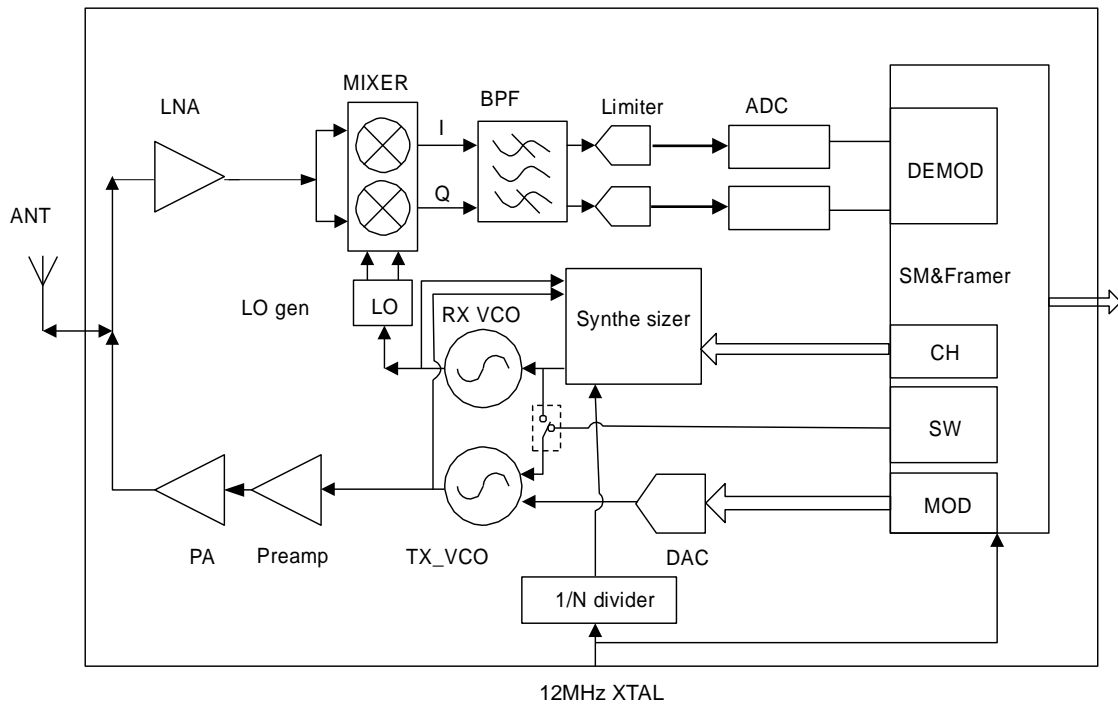 MIXER
LNA
BPF
Limiter
ADC
I
Q
DEMOD
ANT
SM&Framer
LO gen
LO
RX VCO
Synthe sizer
CH
SW
MOD
PA
Preamp
TX_VCO
DAC
1/N divider
12MHz XTAL